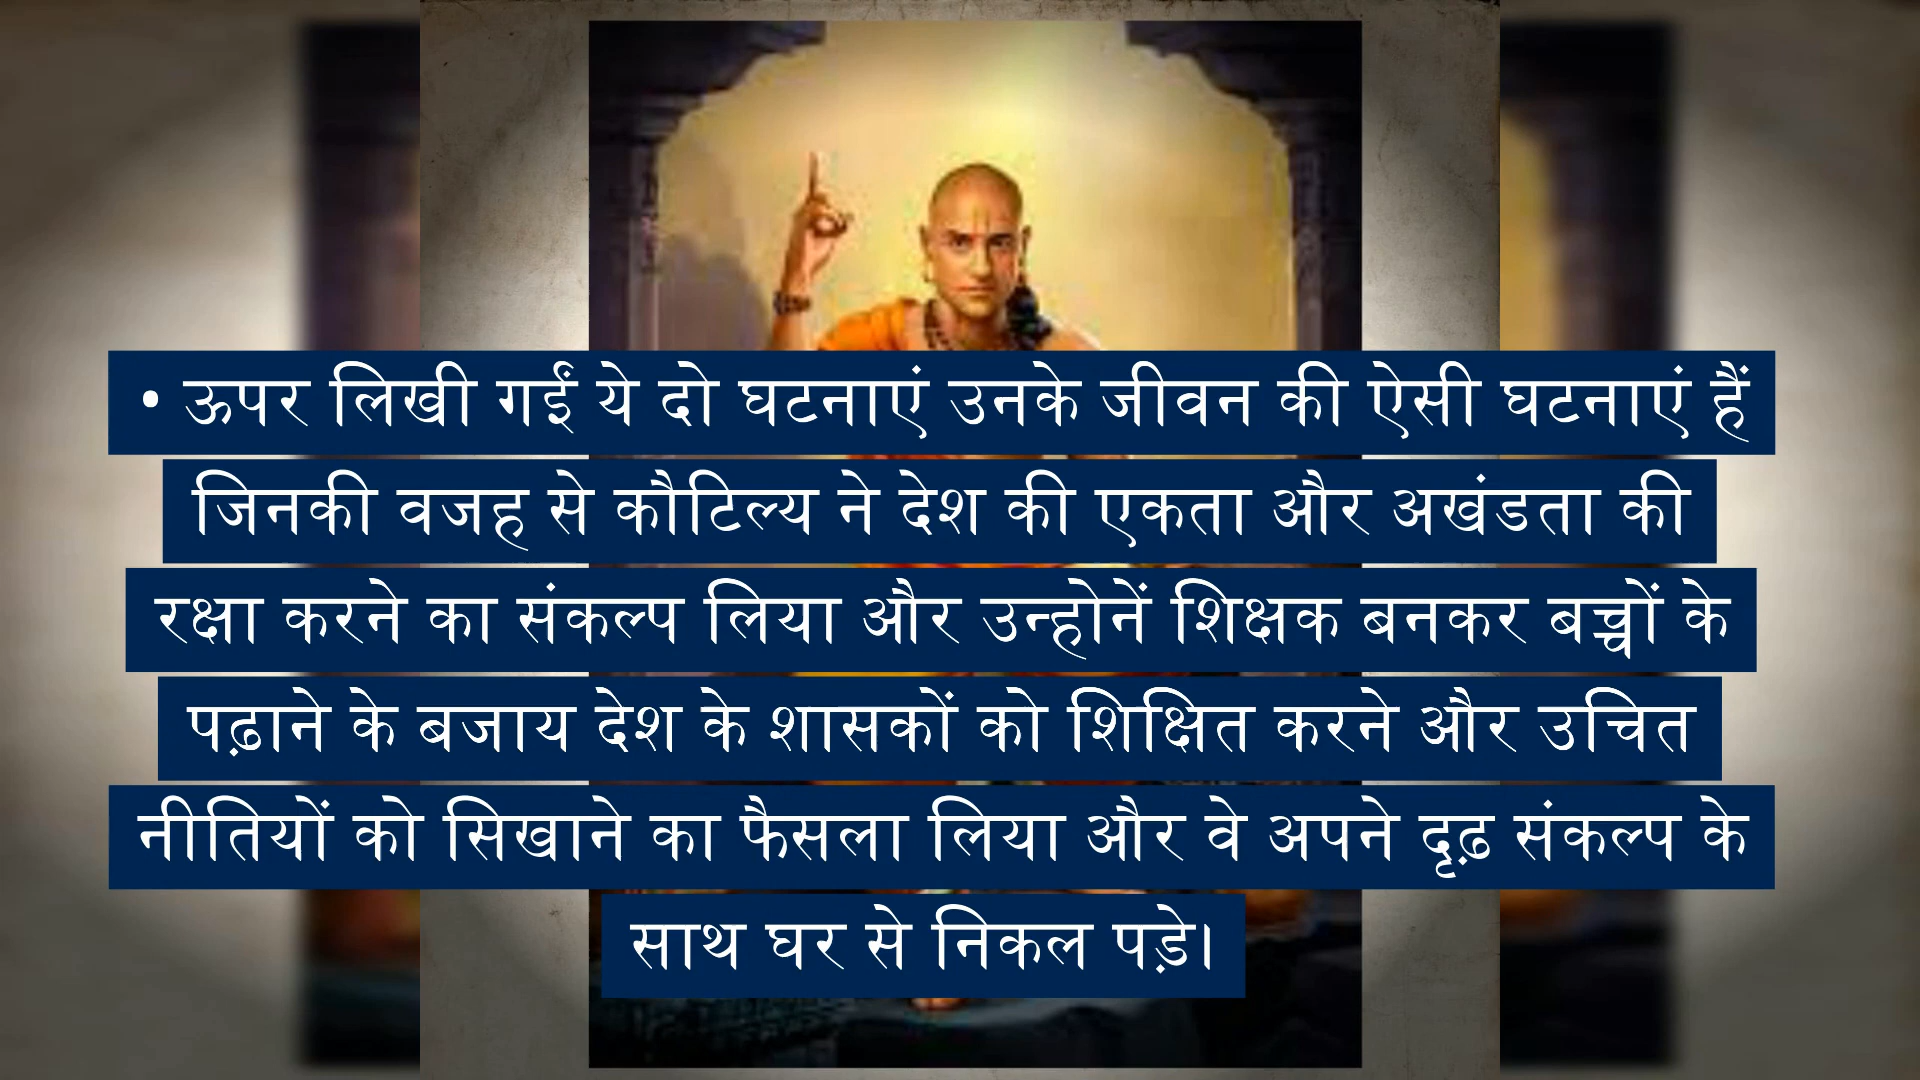 • ऊपर लिखी गईं ये दो घटनाएं उनके जीवन की ऐसी घटनाएं हैं
जिनकी वजह से कौटिल्य ने देश की एकता और अखंडता की
रक्षा करने का संकल्प लिया और उन्होनें शिक्षक बनकर बच्चों के
पढ़ाने के बजाय देश के शासकों को शिक्षित करने और उचित
नीतियों को सिखाने का फैसला लिया और वे अपने दृढ़ संकल्प के
साथ घर से निकल पड़े।